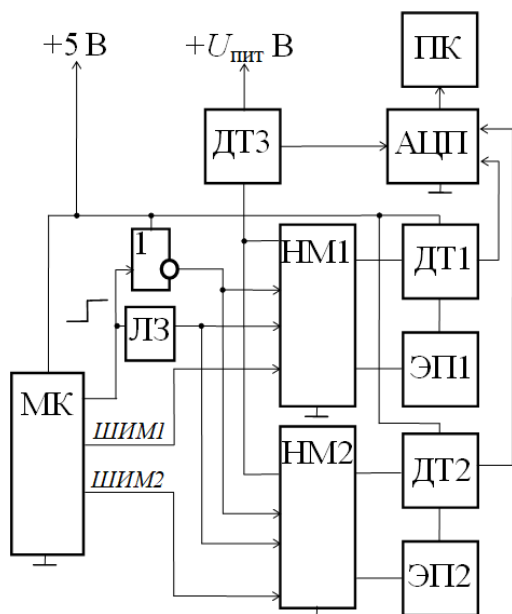 +5 В
+Uпит В
ПК
ДТ3
АЦП
1
НМ1
ДТ1
ЛЗ
ЭП1
МК
ШИМ1
НМ2
ДТ2
ШИМ2
ЭП2